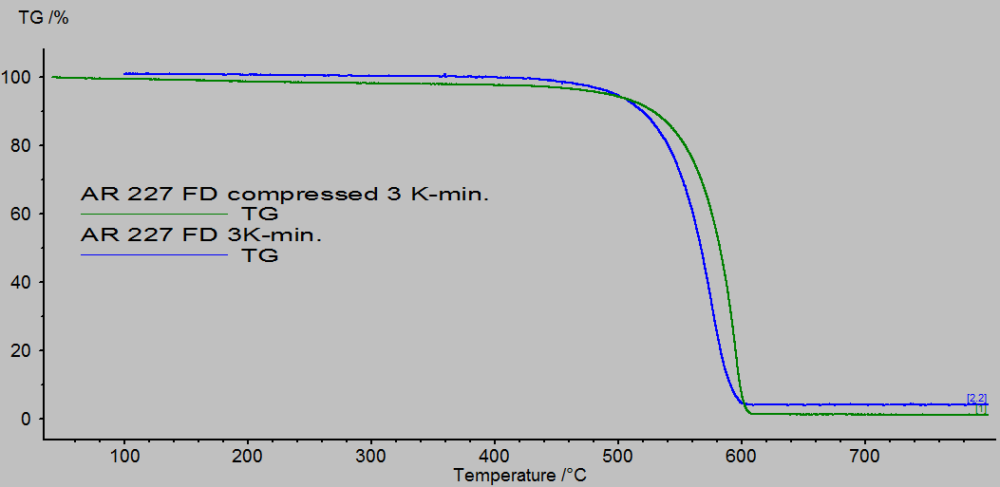 TG /%
100
80
60
40
20
0
AR 227 FD compressed 3 K-min.
TG
AR 227 FD 3K-min.
TG
[2.2]
[1]
100 200 300 400 500 600 700
Temperature /°C